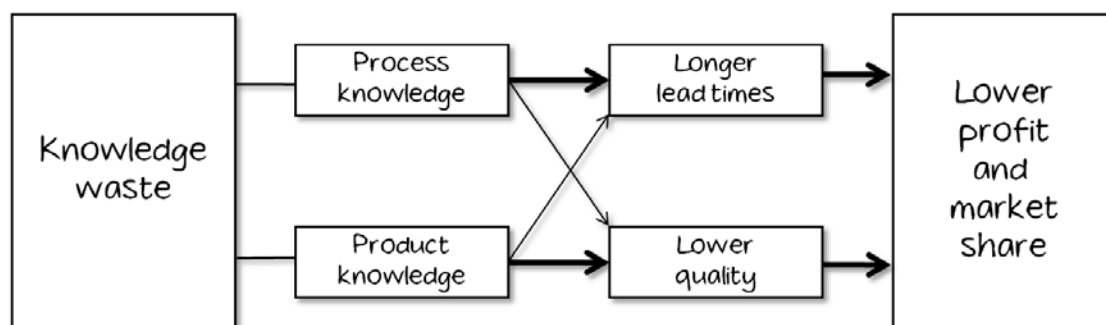 Knowledge
waste
Process
knowledge
Product
knowledge
Longer
lead times
Lower
quality
Lower
profit
and
market
share